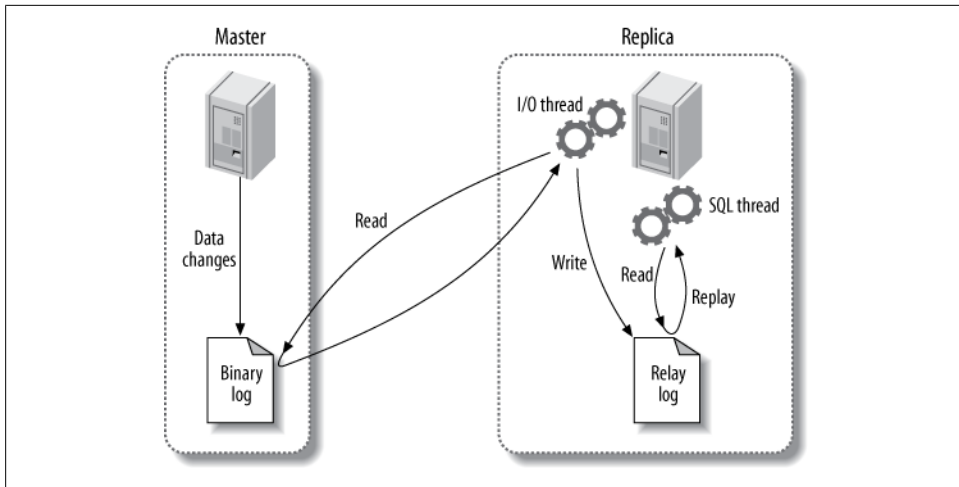 Master
Replica
I/O thread
SQL thread
Read
Data
changes
Write
Read
Replay
Binary
log
Relay
log